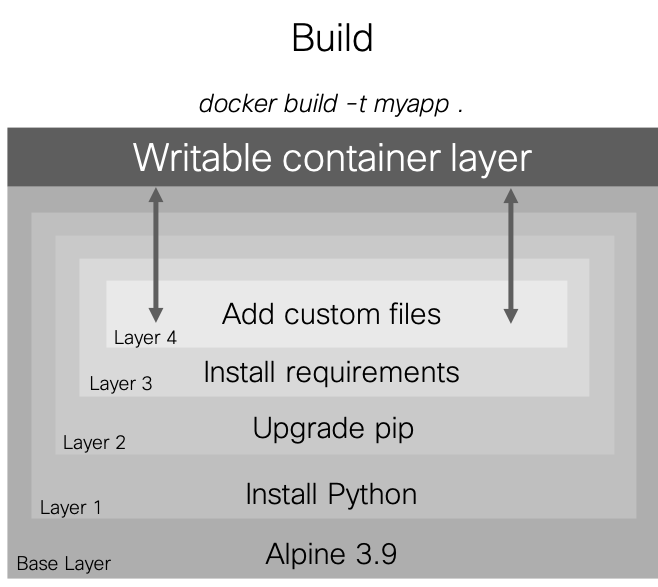 Build
docker build -t myapp .
Writable container layer
Add custom files
Layer 4
Install requirements
Layer 3
Upgrade pip
Layer 2
Install Python
Layer 1
Alpine 3.9
Base Layer